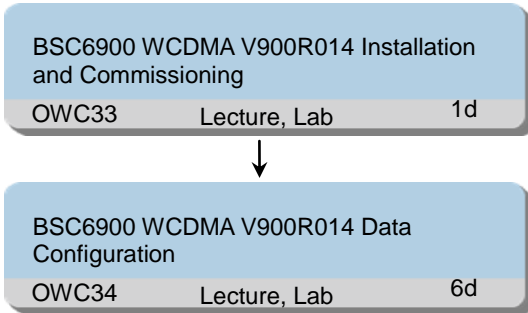 BSC6900 WCDMA V900R014 Installation
and Commissioning
OWC33 Lecture, Lab 1d
BSC6900 WCDMA V900R014 Data
Configuration
OWC34 Lecture, Lab 6d